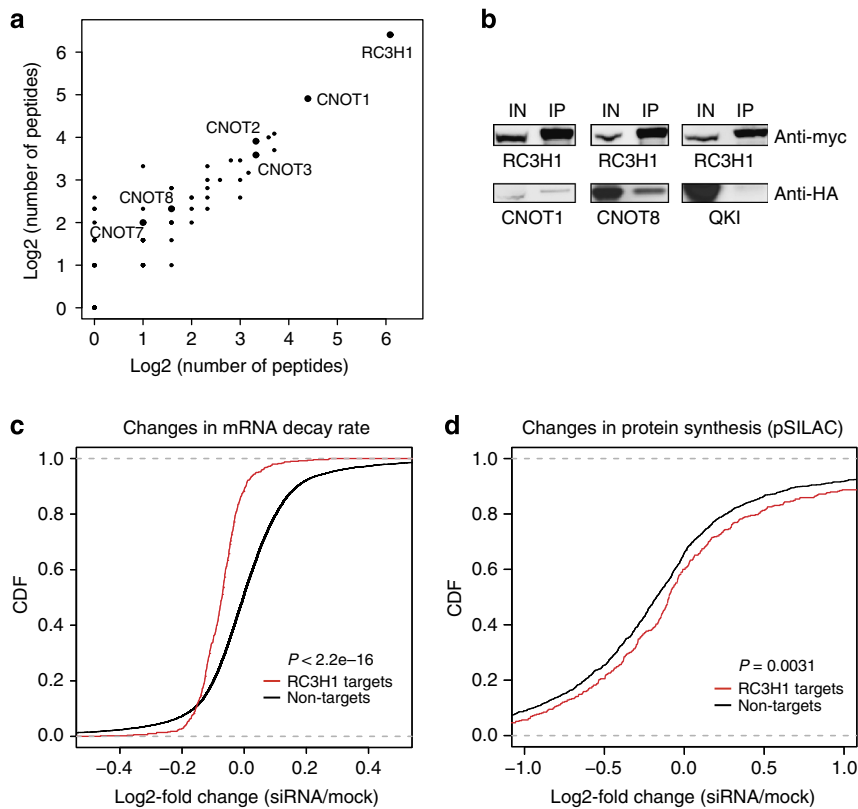 a
Log2 (number of peptides)
6
5
4
3
2
1
0
RC3H1
CNOT1
CNOT2
CNOT3
CNOT8
CNOT7
0 1 2 3 4 5 6
Log2 (number of peptides)
b
IN IP IN IP IN IP
Anti-myc
RC3H1 RC3H1 RC3H1
Anti-HA
CNOT1 CNOT8 QKI
c
Changes in mRNA decay rate
CDF
1.0
0.8
0.6
0.4
0.2
0.0
P < 2.2e–16
RC3H1 targets
Non-targets
−0.4 −0.2 0.0 0.2 0.4
Log2-fold change (siRNA/mock)
d
Changes in protein synthesis (pSILAC)
CDF
1.0
0.8
0.6
0.4
0.2
0.0
P = 0.0031
RC3H1 targets
Non-targets
−1.0 −0.5 0.0 0.5 1.0
Log2-fold change (siRNA/mock)